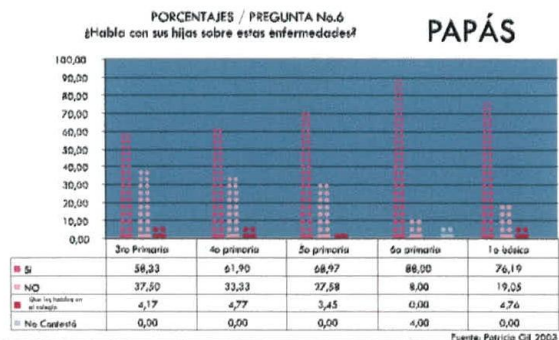 PORCENTAJES / PREGUNTA No.6
¿Habla con sus hijas sobre estas enfermedades?
PAPÁS
100,00
90,00
80,00
70,00
60,00
50,00
40,00
30,00
20,00
10,00
0,00
3ro Primaria 4o primaria 5o primaria 6o primaria 1o básico
SI 58,33 61,90 68,97 88,00 76,19
NO 37,50 33,33 27,58 8,00 19,05
Que les hablen en
el colegio 4,17 4,77 3,45 0,00 4,76
No Contestó 0,00 0,00 0,00 4,00 0,00
Fuente: Patricia Gil 2003